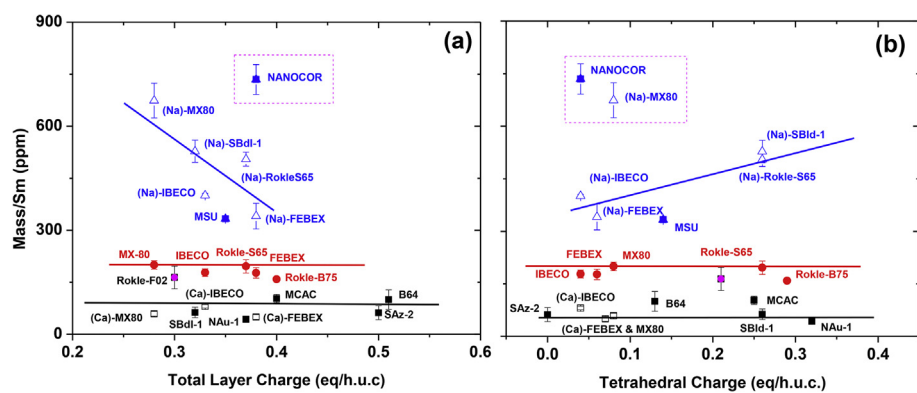 900
600
300
0
Mass/Sm (ppm)
(a)
NANOCOR
(Na)-MX80
(Na)-SBdl-1
(Na)-RokleS65
(Na)-IBECO
MSU
(Na)-FEBEX
MX-80
IBECO
Rokle-S65
FEBEX
Rokle-F02
Rokle-B75
(Ca)-IBECO
MCAC
B64
(Ca)-MX80
SBdl-1
NAu-1
(Ca)-FEBEX
SAz-2
0.2
0.3
0.4
0.5
0.6
Total Layer Charge (eq/h.u.c)
(b)
NANOCOR
(Na)-MX80
(Na)-SBld-1
(Na)-Rokle-S65
(Na)-IBECO
(Na)-FEBEX
MSU
FEBEX
MX80
Rokle-S65
IBECO
Rokle-B75
(Ca)-IBECO
B64
MCAC
SAz-2
(Ca)-FEBEX & MX80
SBld-1
NAu-1
0.0
0.1
0.2
0.3
0.4
Tetrahedral Charge (eq/h.u.c.)